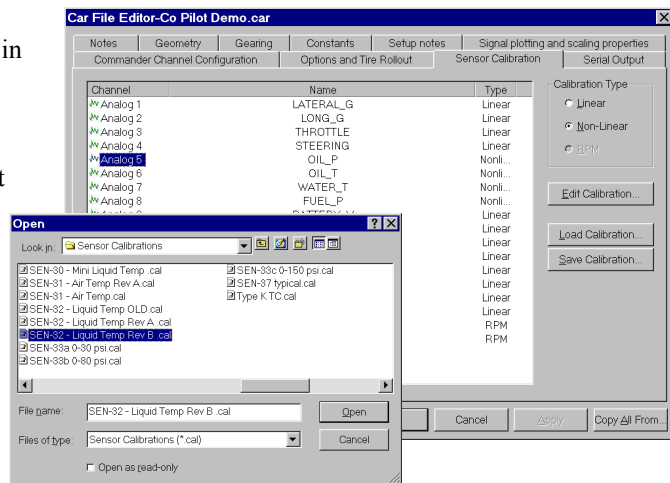 in
t
Car File Editor-Co Pilot Demo.car
Notes Geometry Gearing Constants Setup notes Signal plotting and scaling properties
Commander Channel Configuration Options and Tire Rollout Sensor Calibration Serial Output
Channel Name Type
Analog 1 LATERAL_G Linear
Analog 2 LONG_G Linear
Analog 3 THROTTLE Linear
Analog 4 STEERING Linear
Analog 5 OIL_P Nonli...
Analog 6 OIL_T Nonli...
Analog 7 WATER_T Nonli...
Analog 8 FUEL_P Nonli...
Linear
Linear
Linear
Linear
Linear
Linear
RPM
RPM
Calibration Type
Linear
Non-Linear
RPM
Edit Calibration...
Load Calibration...
Save Calibration...
Cancel Apply Copy All From...
Open
Look in: Sensor Calibrations
SEN-30 - Mini Liquid Temp .cal
SEN-31 - Air Temp Rev A.cal
SEN-31 - Air Temp.cal
SEN-32 - Liquid Temp OLD.cal
SEN-32 - Liquid Temp Rev A .cal
SEN-32 - Liquid Temp Rev B .cal
SEN-33a 0-30 psi.cal
SEN-33b 0-80 psi.cal
SEN-33c 0-150 psi.cal
SEN-37 typical.cal
Type K TC.cal
File name: SEN-32 - Liquid Temp Rev B .cal Open
Files of type: Sensor Calibrations (*.cal) Cancel
Open as read-only